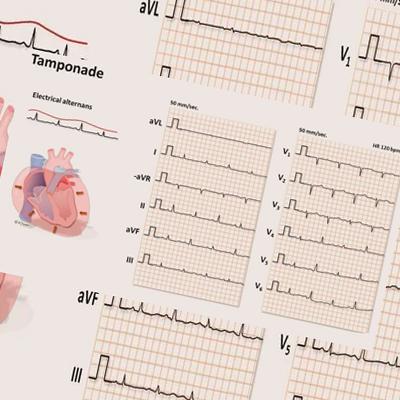 aVL
V1
Tamponade
Electrical alternans
50 mm/sec.
aVL
I
-aVR
II
aVF
III
50 mm/sec.
HR 120 bpm
V1
V2
V3
V4
V5
V6
aVF
III
V5